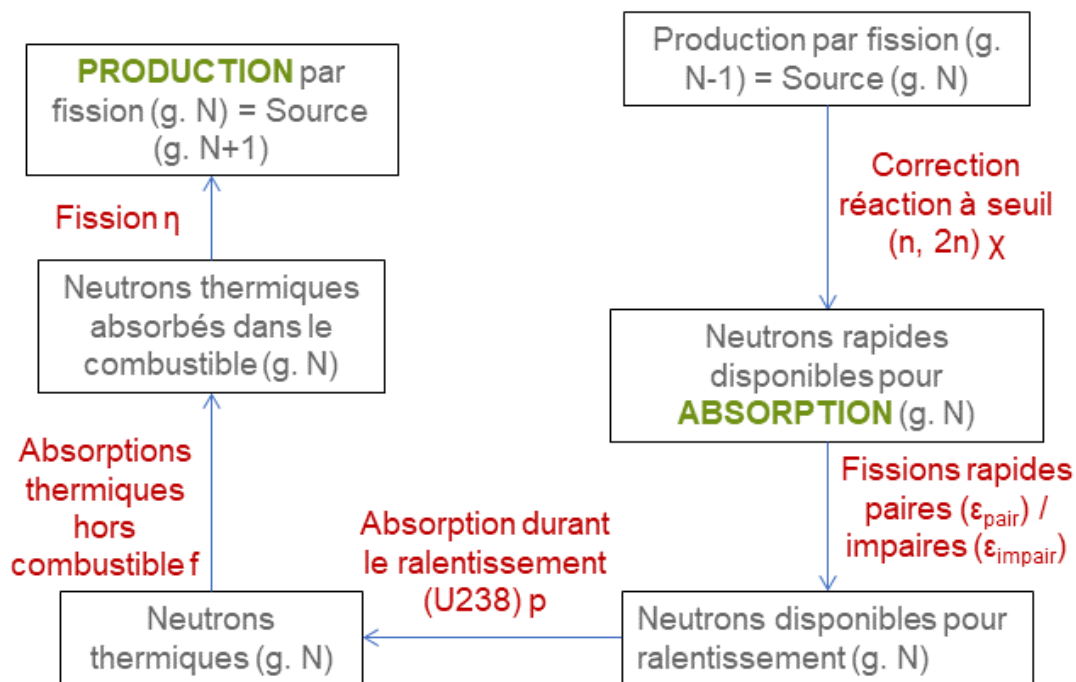 Production par fission (g.
N-1) = Source (g. N)
Correction
réaction à seuil
(n, 2n) χ
Neutrons rapides
disponibles pour
ABSORPTION (g. N)
Fissions rapides
paires (εpair) /
impaires (εimpair)
Neutrons disponibles pour
ralentissement (g. N)
Absorption durant
le ralentissement
(U238) p
Neutrons
thermiques (g. N)
Absorptions
thermiques
hors
combustible f
Neutrons thermiques
absorbés dans le
combustible (g. N)
Fission η
PRODUCTION par
fission (g. N) = Source
(g. N+1)